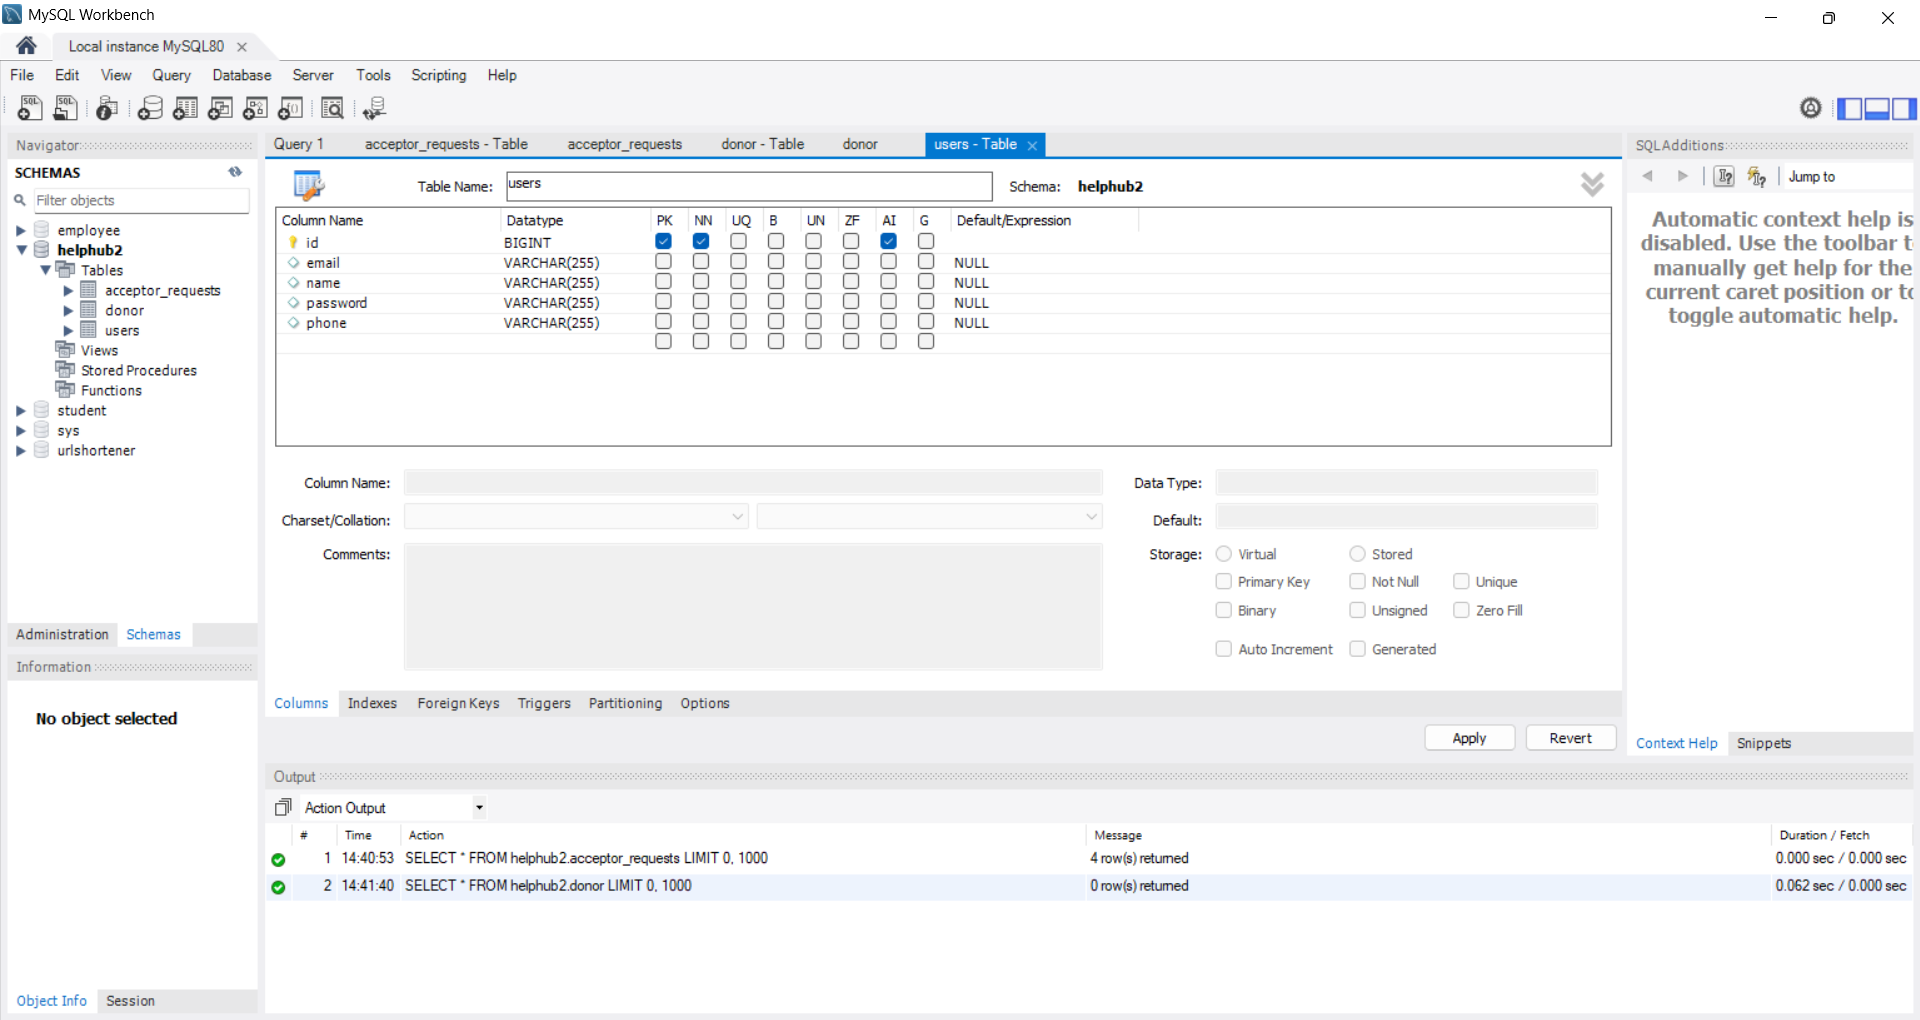 MySQL Workbench
Local instance MySQL80
File Edit View Query Database Server Tools Scripting Help
Navigator
SCHEMAS
Filter objects
employee
helphub2
Tables
acceptor_requests
donor
users
Views
Stored Procedures
Functions
student
sys
urlshortener
Administration Schemas
Information
No object selected
Object Info Session
Query 1 acceptor_requests - Table acceptor_requests donor - Table donor users - Table
Table Name: users Schema: helphub2
Column Name Datatype PK NN UQ B UN ZF AI G Default/Expression
id BIGINT
email VARCHAR(255) NULL
name VARCHAR(255) NULL
password VARCHAR(255) NULL
phone VARCHAR(255) NULL
Column Name: Data Type:
Charset/Collation: Default:
Comments: Storage: Virtual Stored
Primary Key Not Null Unique
Binary Unsigned Zero Fill
Auto Increment Generated
Columns Indexes Foreign Keys Triggers Partitioning Options
Apply Revert
SQLAdditions
Jump to
Automatic context help is
disabled. Use the toolbar t
manually get help for the
current caret position or to
toggle automatic help.
Context Help Snippets
Output
Action Output
# Time Action Message Duration / Fetch
1 14:40:53 SELECT * FROM helphub2.acceptor_requests LIMIT 0, 1000 4 row(s) returned 0.000 sec / 0.000 sec
2 14:41:40 SELECT * FROM helphub2.donor LIMIT 0, 1000 0 row(s) returned 0.062 sec / 0.000 sec